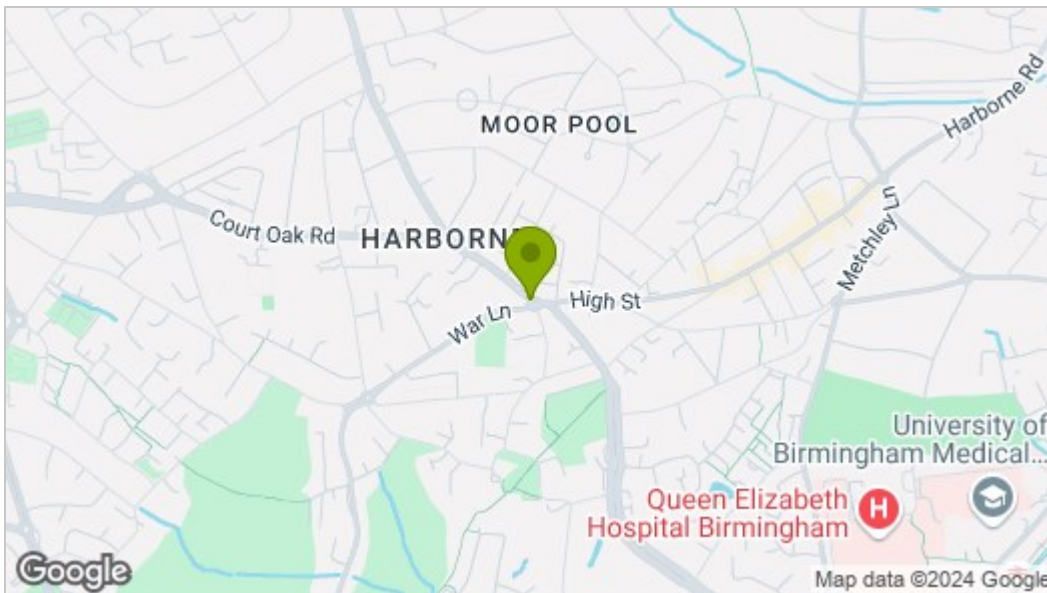 MOOR POOL
Harborne Rd
Court Oak Rd
HARBORNE
Metchley Ln
High St
War Ln
University of
Birmingham Medical...
Queen Elizabeth
Hospital Birmingham
H
Google
Map data ©2024 Google